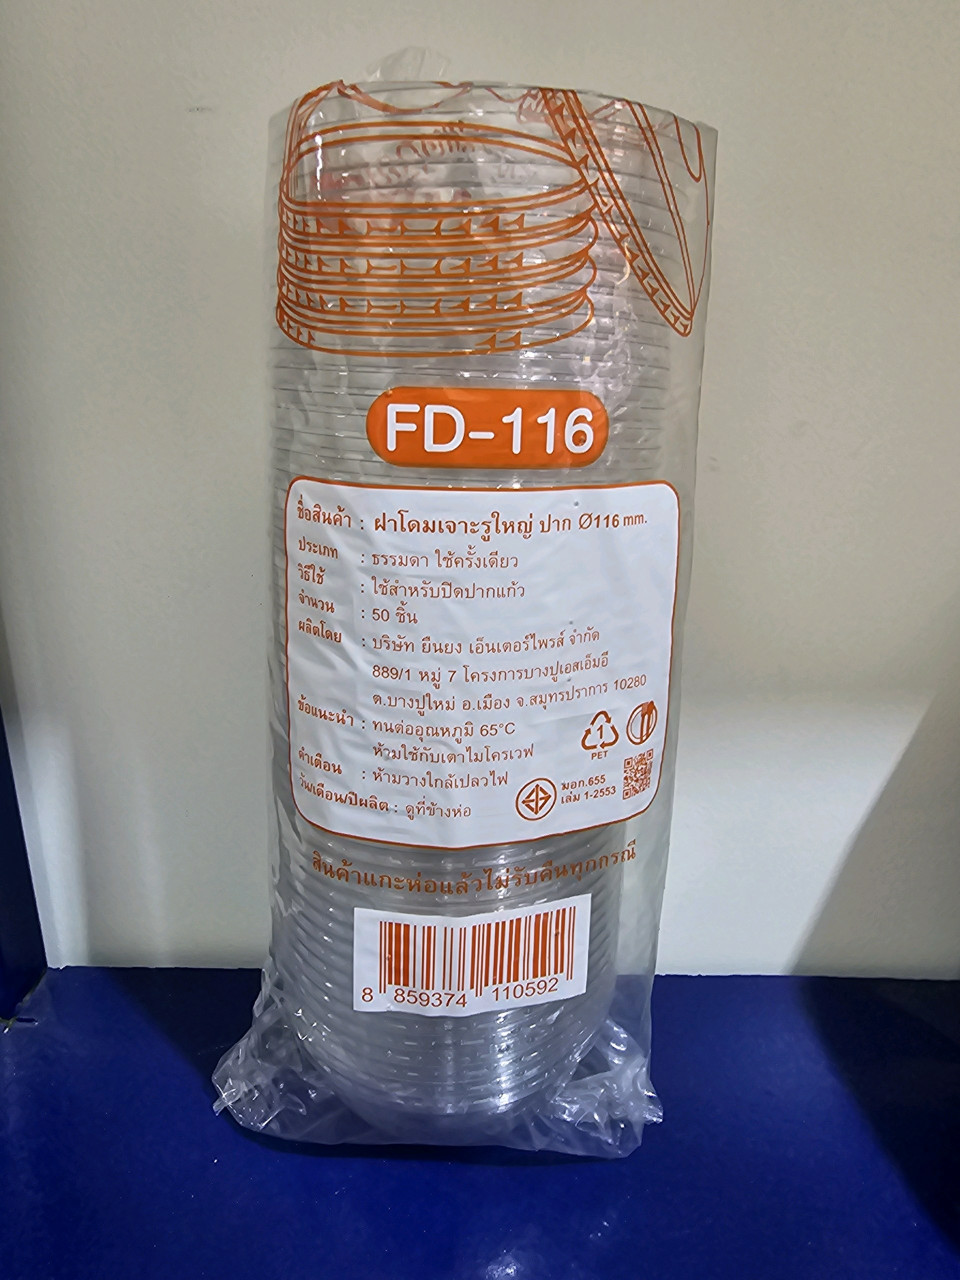 FD-116
ชื่อสินค้า : ฝาโดมเจาะรูใหญ่ ปาก Ø116 mm.
ประเภท : ธรรมดา ใช้ครั้งเดียว
วิธีใช้ : ใช้สำหรับปิดปากแก้ว
จำนวน : 50 ชิ้น
ผลิตโดย : บริษัท ยืนยง เอ็นเตอร์ไพรส์ จำกัด
889/1 หมู่ 7 โครงการบางปูเอสเอ็มอี
ต.บางปูใหม่ อ.เมือง จ.สมุทรปราการ 10280
ข้อแนะนำ : ทนต่ออุณหภูมิ 65°C
ห้ามใช้กับเตาไมโครเวฟ
คำเตือน : ห้ามวางใกล้เปลวไฟ
วัน/เดือน/ปีผลิต : ดูที่ข้างห่อ
1
PET
มอก.655
เล่ม 1-2553
สินค้าแกะห่อแล้วไม่รับคืนทุกกรณี
8 859374 110592